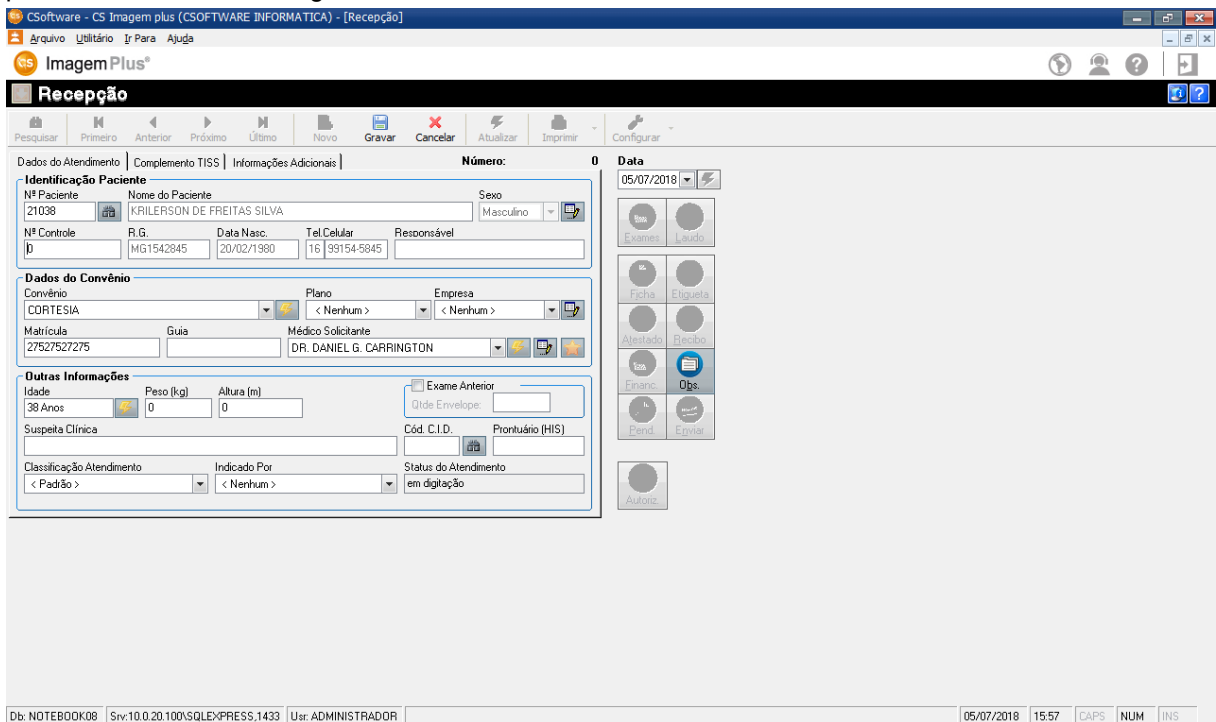 CSoftware - CS Imagem plus (CSOFTWARE INFORMATICA) - [Recepção]
Arquivo Utilitário Ir Para Ajuda
CS ImagemPlus®
Recepção
Pesquisar Primeiro Anterior Próximo Último Novo Gravar Cancelar Atualizar Imprimir Configurar
Dados do Atendimento Complemento TISS Informações Adicionais Número: 0 Data
05/07/2018
Identificação Paciente
Nª Paciente Nome do Paciente Sexo
21038 KRILERSON DE FREITAS SILVA Masculino
Nª Controle R.G. Data Nasc. Tel.Celular Responsável
0 MG1542845 20/02/1980 16 99154-5845
Exames Laudo
Dados do Convênio
Convênio Plano Empresa
CORTESIA < Nenhum > < Nenhum >
Ficha Etiqueta
Matrícula Guia Médico Solicitante
27527527275 DR. DANIEL G. CARRINGTON
Atestado Recibo
Outras Informações
Idade Peso (kg) Altura (m) Exame Anterior
38 Anos 0 0 Qtde Envelope:
Financ. Obs.
Suspeita Clínica Cód. C.I.D. Prontuário (HIS)
Pend. Enviar
Classificação Atendimento Indicado Por Status do Atendimento
< Padrão > < Nenhum > em digitação
Autoriz.
Db: NOTEBOOK08 Srv:10.0.20.100\SQLEXPRESS,1433 Usr: ADMINISTRADOR 05/07/2018 15:57 CAPS NUM INS